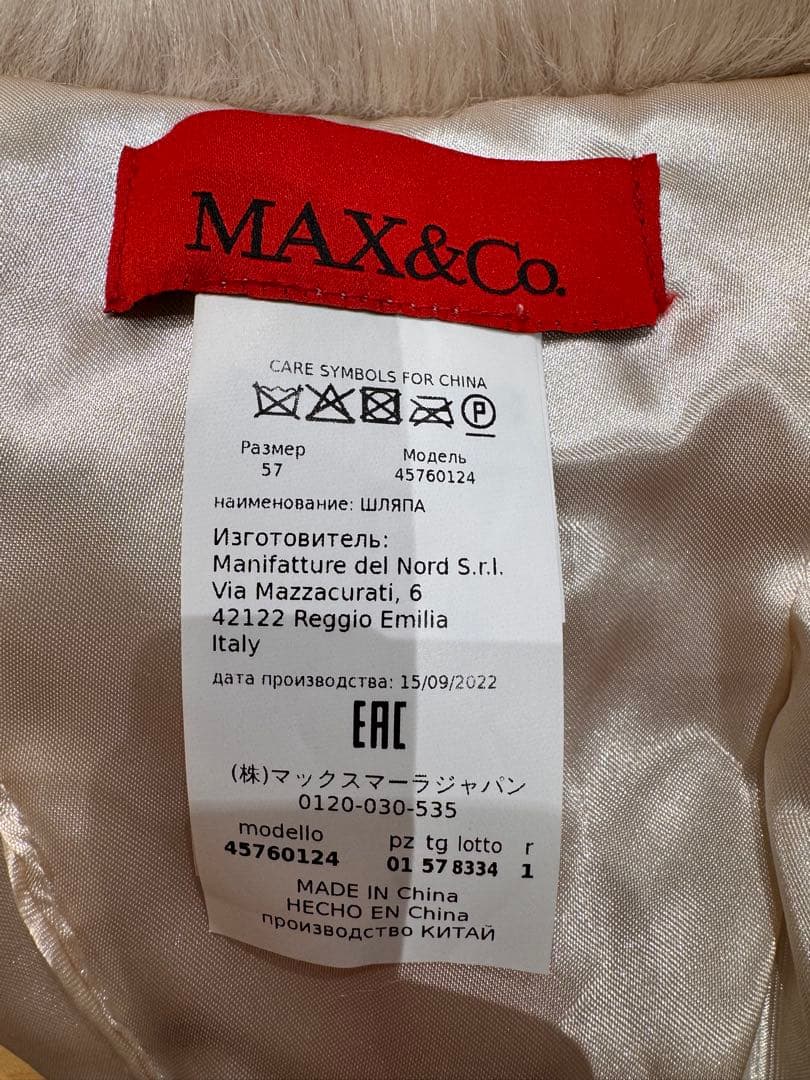 MAX&Co.
CARE SYMBOLS FOR CHINA
P
Размер Модель
57 45760124
наименование: ШЛЯПА
Изготовитель:
Manifatture del Nord S.r.l.
Via Mazzacurati, 6
42122 Reggio Emilia
Italy
дата производства: 15/09/2022
EAC
(株)マックスマーラジャパン
0120-030-535
modello pz tg lotto r
45760124 01 57 8334 1
MADE IN China
HECHO EN China
производство КИТАЙ